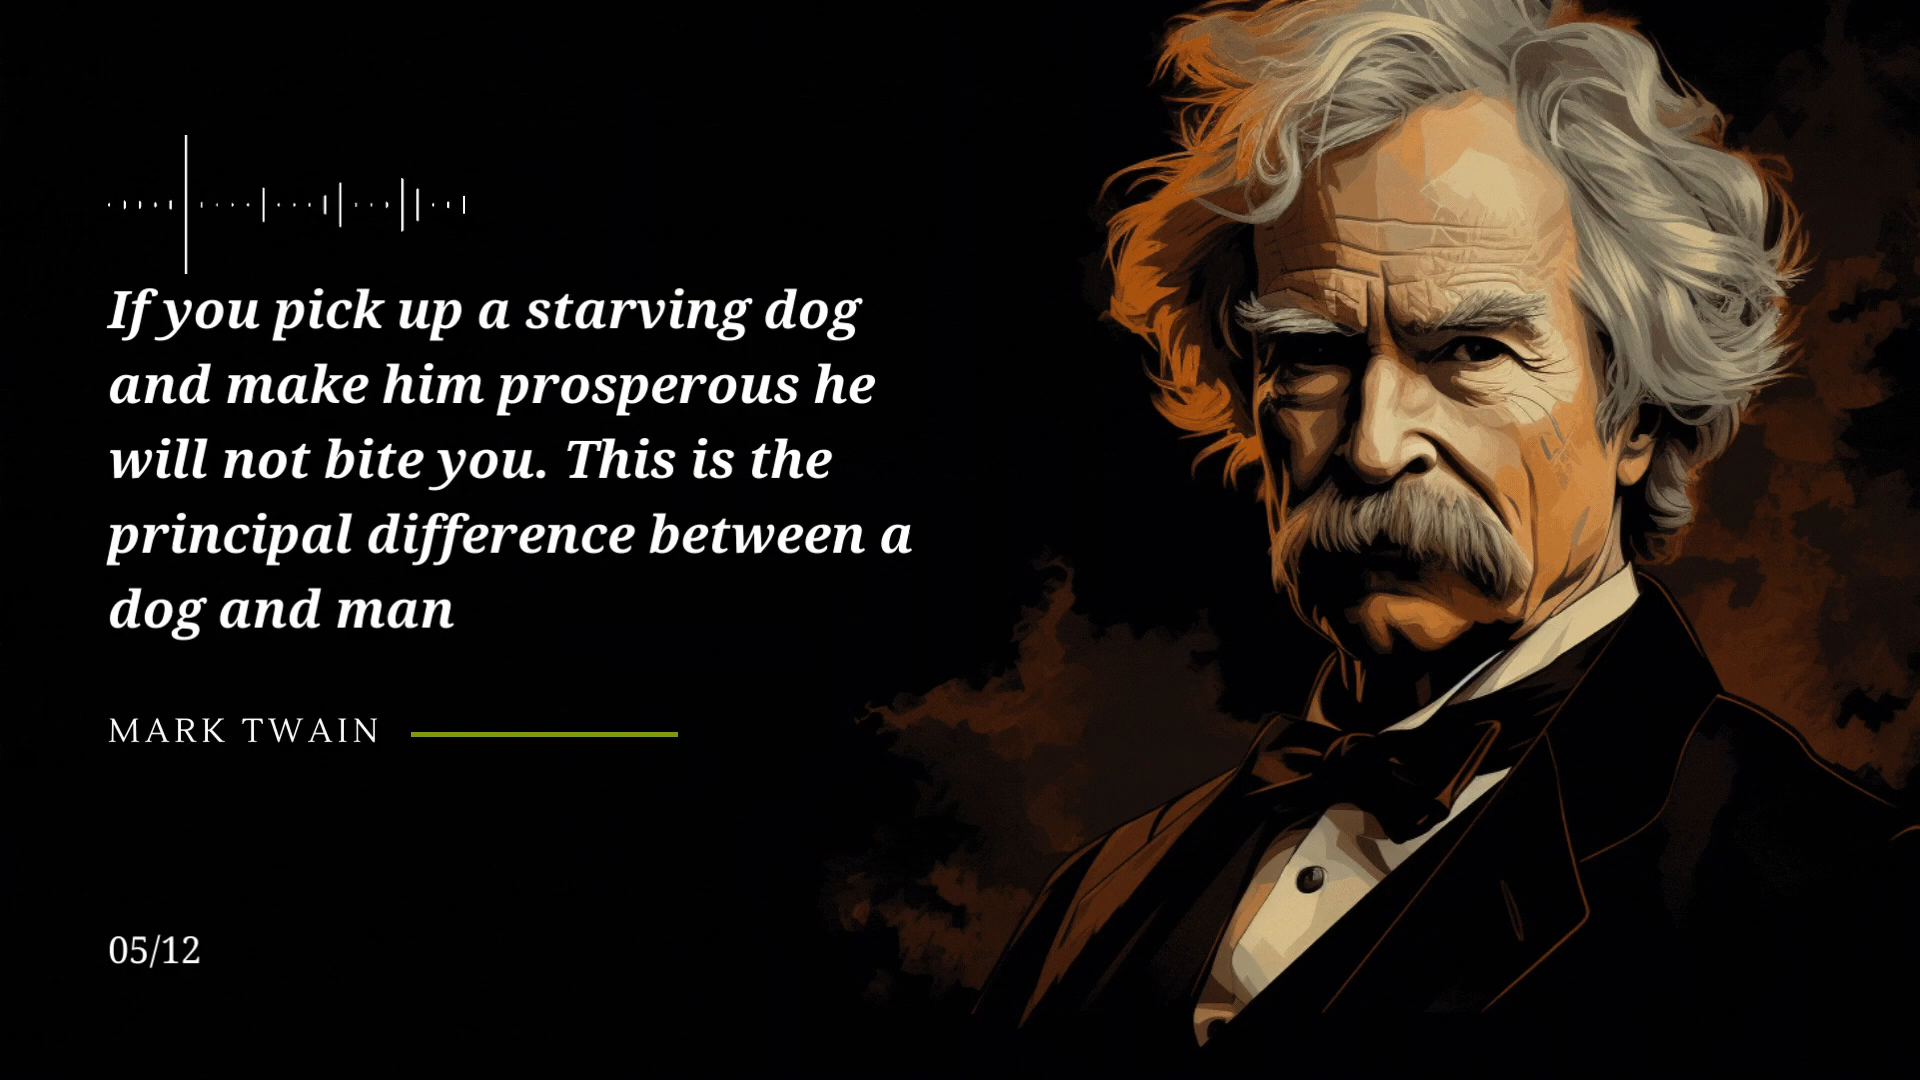 If you pick up a starving dog
and make him prosperous he
will not bite you. This is the
principal difference between a
dog and man
MARK TWAIN
05/12